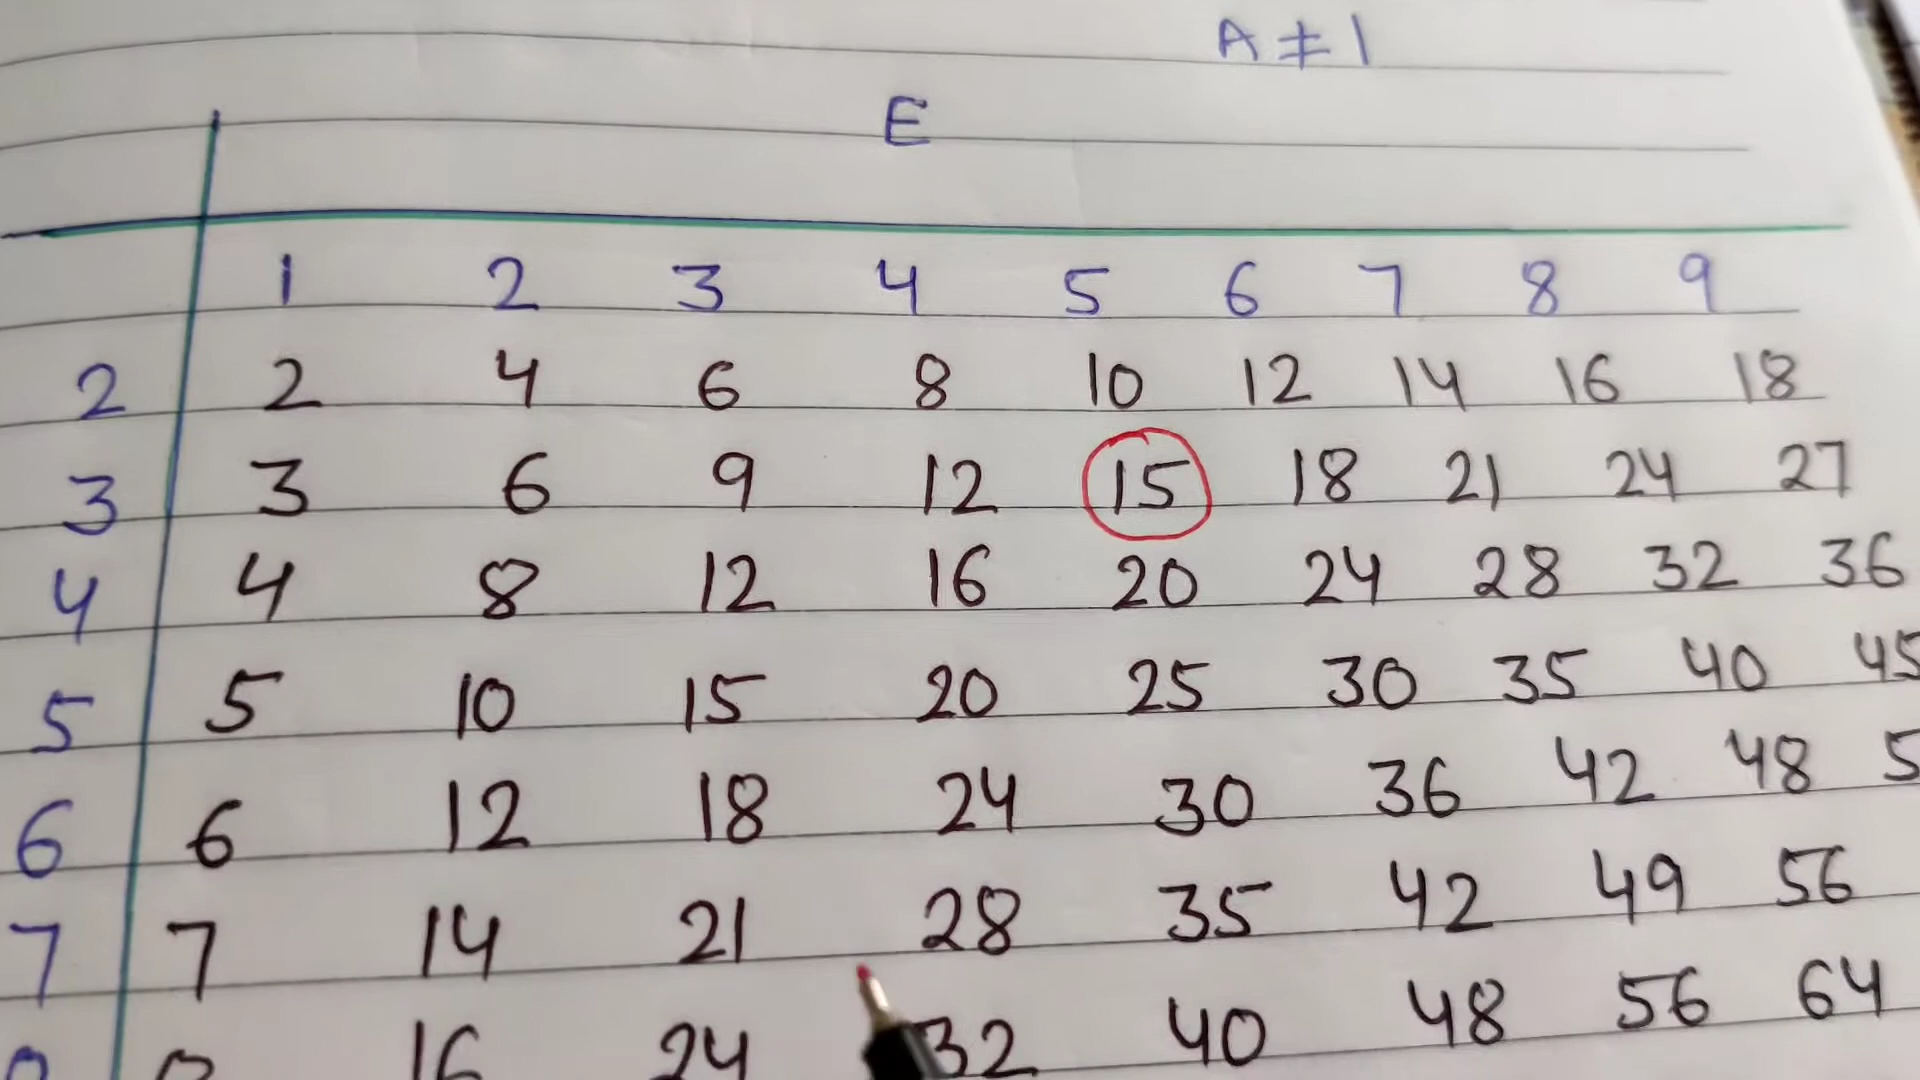 A ≠ 1
E
1 2 3 4 5 6 7 8 9
2 2 4 6 8 10 12 14 16 18
3 3 6 9 12 15 18 21 24 27
4 4 8 12 16 20 24 28 32 36
5 5 10 15 20 25 30 35 40 45
6 6 12 18 24 30 36 42 48 5
7 7 14 21 28 35 42 49 56
16 24 32 40 48 56 64